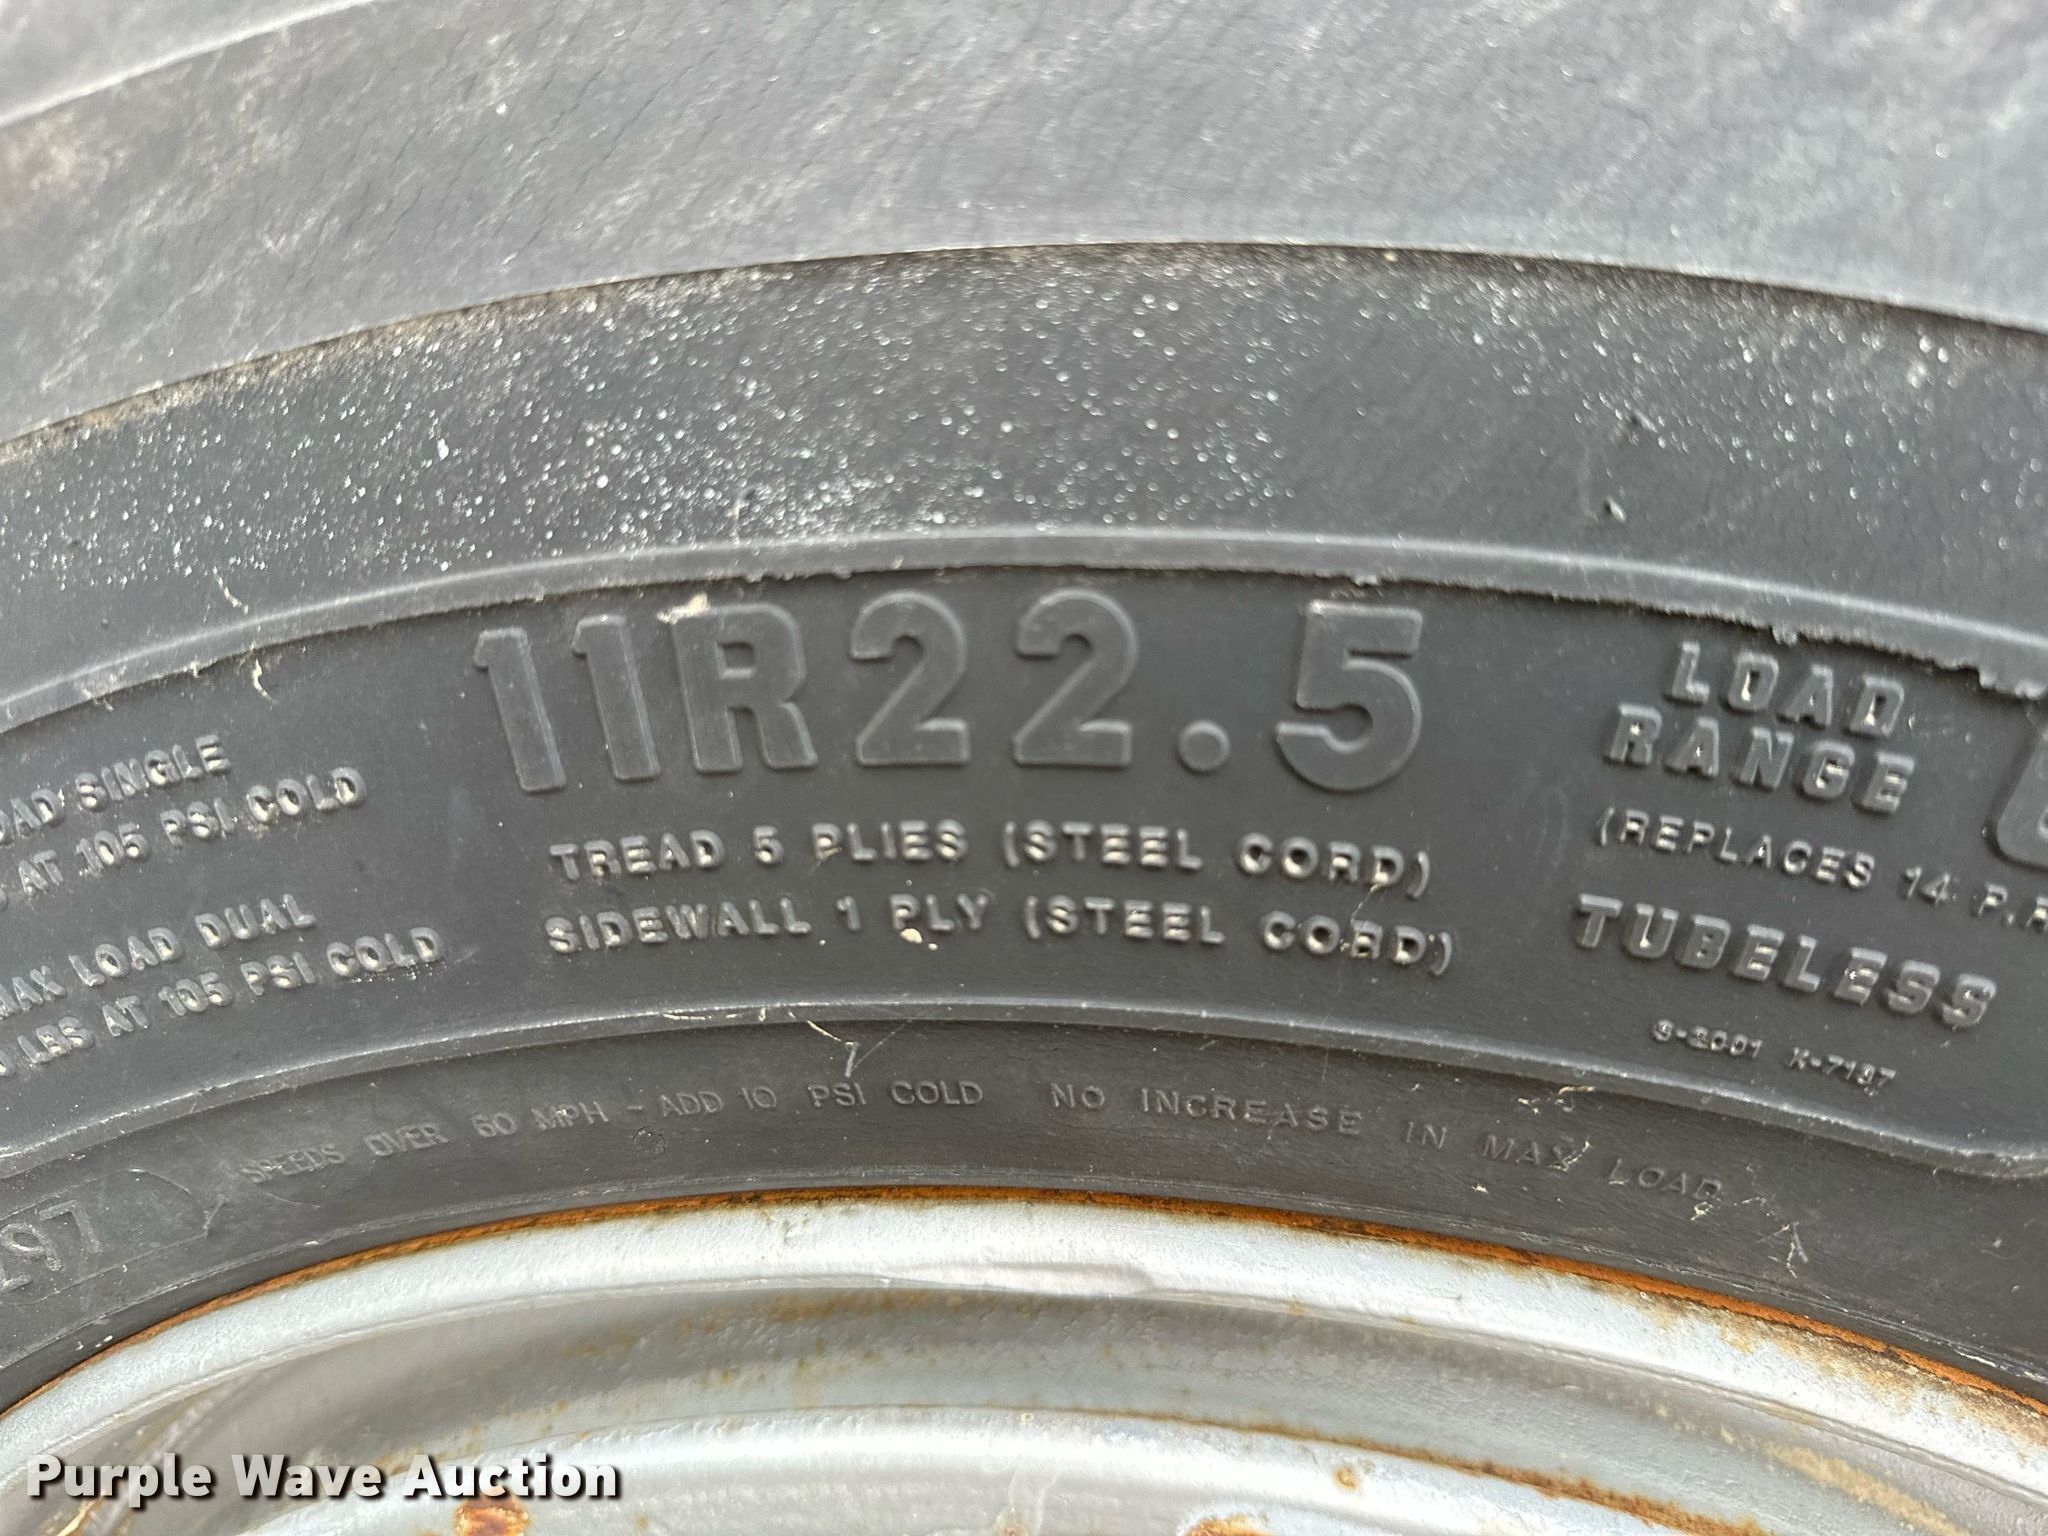 11R22.5
TREAD 5 PLIES (STEEL CORD)
SIDEWALL 1 PLY (STEEL CORD)
LOAD
RANGE
(REPLACES 14 P.R
TUBELESS
S-2001 K-7137
SINGLE
AT 105 PSI COLD
MAX LOAD DUAL
LBS AT 105 PSI COLD
SPEEDS OVER 60 MPH - ADD 10 PSI COLD NO INCREASE IN MAX LOAD
Purple Wave Auction